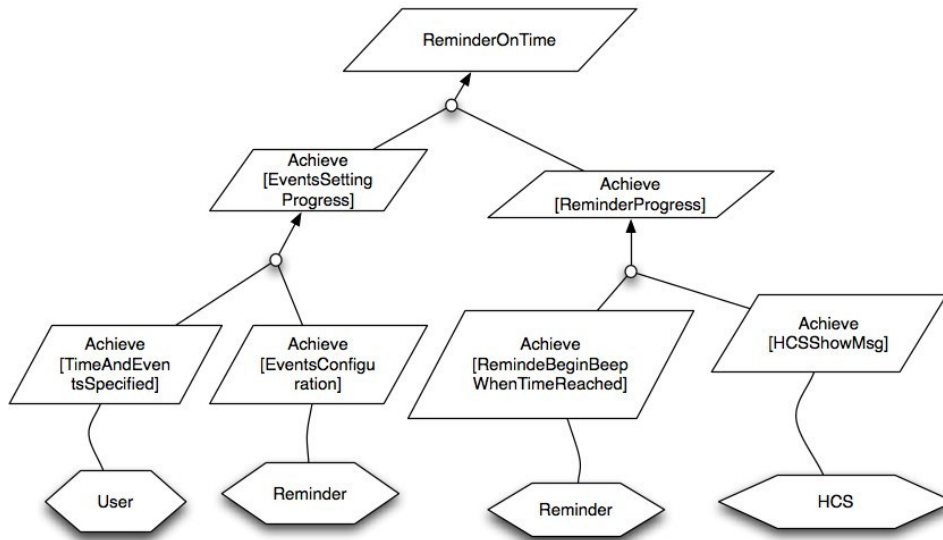 ReminderOnTime
Achieve
[EventsSetting
Progress]
Achieve
[ReminderProgress]
Achieve
[TimeAndEven
tsSpecified]
Achieve
[EventsConfigu
ration]
Achieve
[RemindeBeginBeep
WhenTimeReached]
Achieve
[HCSShowMsg]
User
Reminder
Reminder
HCS